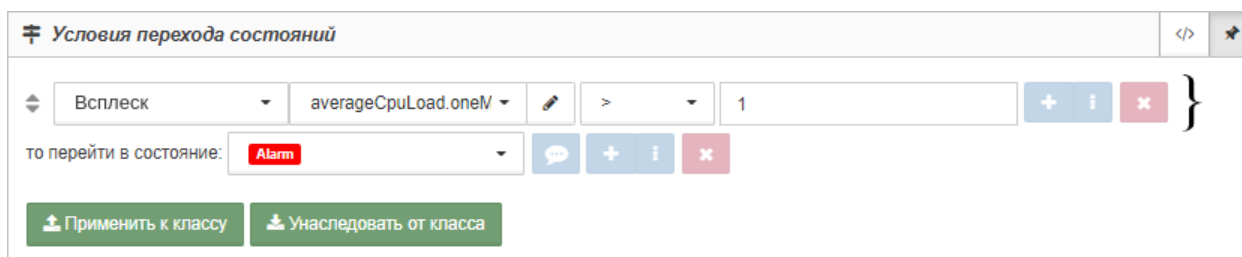 Условия перехода состояний </>
Всплеск averageCpuLoad.oneM > 1 + i × }
то перейти в состояние: Alarm + i ×
Применить к классу Унаследовать от класса